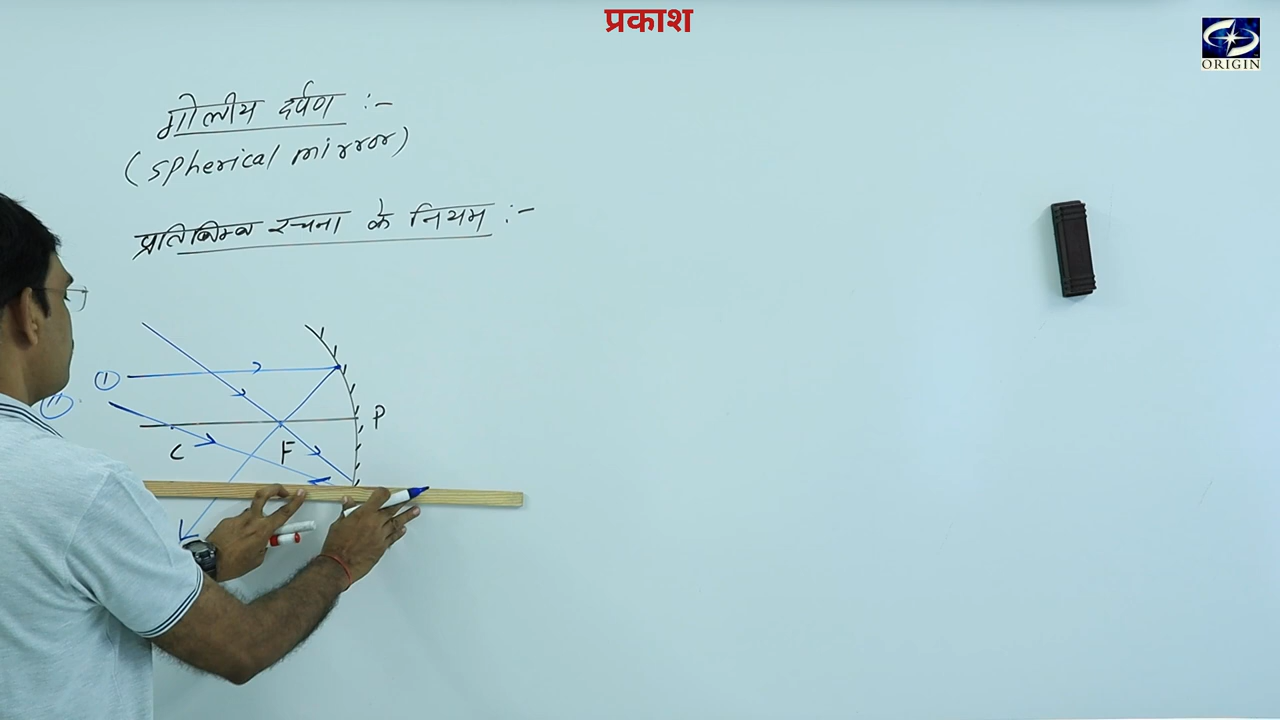 प्रकाश
ORIGIN
गोलीय दर्पण :-
(Spherical mirror)
प्रतिबिम्ब रचना के नियम :-
①
P
C
F